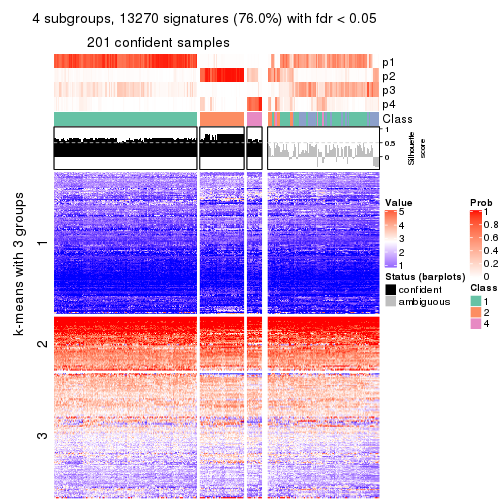 4 subgroups, 13270 signatures (76.0%) with fdr < 0.05
201 confident samples
p1
p2
p3
p4
Class
1
0.5
0
Silhouette
score
k-means with 3 groups
1
2
3
Value
5
4
3
2
1
Status (barplots)
confident
ambiguous
Prob
1
0.8
0.6
0.4
0.2
0
Class
1
2
4